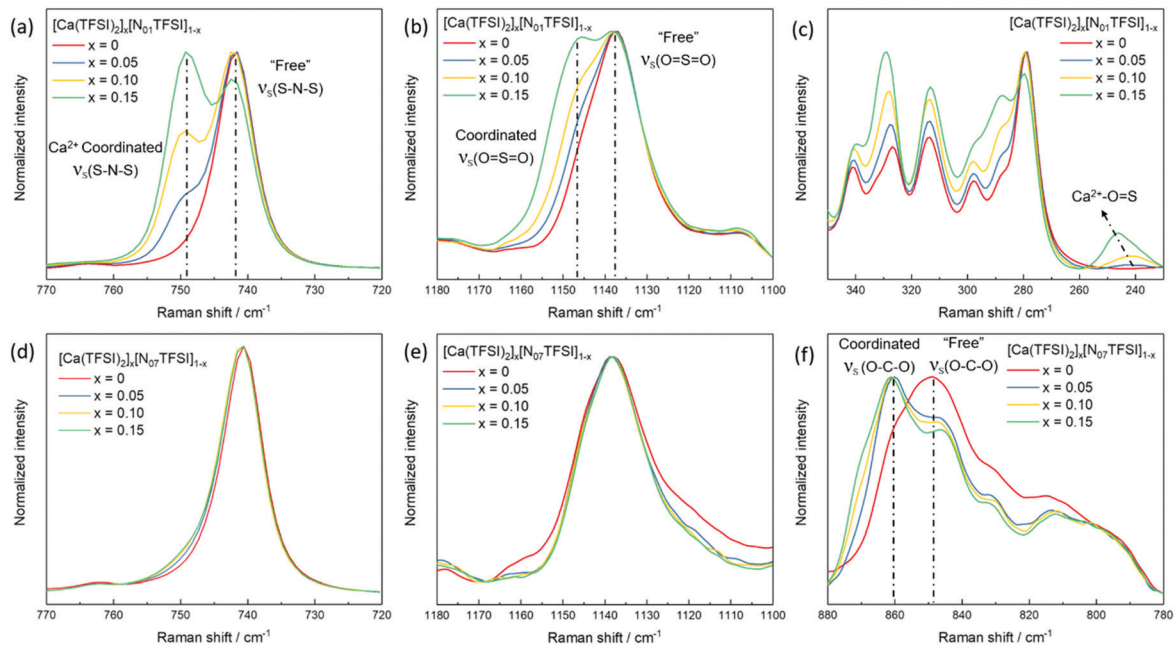 (a)
[Ca(TFSI)₂]ₓ[N₀₁TFSI]₁₋ₓ
x = 0
x = 0.05
x = 0.10
x = 0.15
“Free”
νₛ(S-N-S)
Ca²⁺ Coordinated
νₛ(S-N-S)
Normalized intensity
770 760 750 740 730 720
Raman shift / cm⁻¹
(b)
[Ca(TFSI)₂]ₓ[N₀₁TFSI]₁₋ₓ
x = 0
x = 0.05
x = 0.10
x = 0.15
“Free”
νₛ(O=S=O)
Coordinated
νₛ(O=S=O)
Normalized intensity
1180 1170 1160 1150 1140 1130 1120 1110 1100
Raman shift / cm⁻¹
(c)
[Ca(TFSI)₂]ₓ[N₀₁TFSI]₁₋ₓ
x = 0
x = 0.05
x = 0.10
x = 0.15
Ca²⁺-O=S
Normalized intensity
340 320 300 280 260 240
Raman shift / cm⁻¹
(d)
[Ca(TFSI)₂]ₓ[N₀₇TFSI]₁₋ₓ
x = 0
x = 0.05
x = 0.10
x = 0.15
Normalized intensity
770 760 750 740 730 720
Raman shift / cm⁻¹
(e)
[Ca(TFSI)₂]ₓ[N₀₇TFSI]₁₋ₓ
x = 0
x = 0.05
x = 0.10
x = 0.15
Normalized intensity
1180 1170 1160 1150 1140 1130 1120 1110 1100
Raman shift / cm⁻¹
(f)
Coordinated
νₛ(O-C-O)
“Free”
νₛ(O-C-O)
[Ca(TFSI)₂]ₓ[N₀₇TFSI]₁₋ₓ
x = 0
x = 0.05
x = 0.10
x = 0.15
Normalized intensity
880 860 840 820 800 780
Raman shift / cm⁻¹